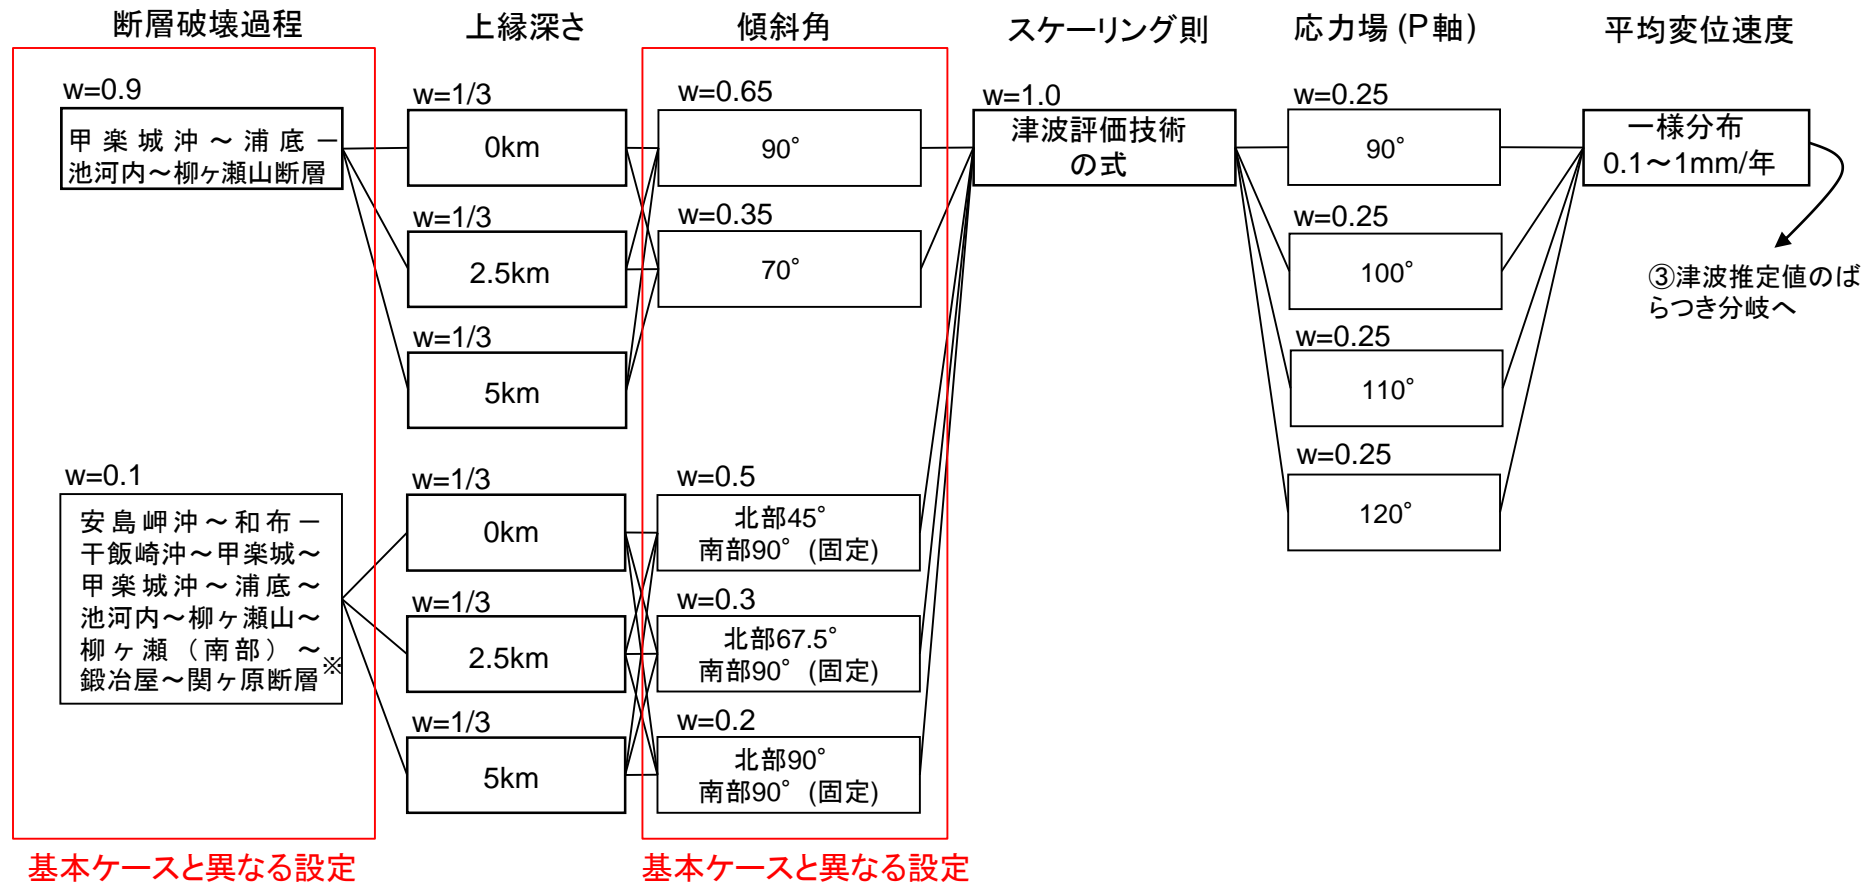 断層破壊過程
上縁深さ
傾斜角
スケーリング則
応力場 (P軸)
平均変位速度
w=0.9
甲楽城沖～浦底－
池河内～柳ヶ瀬山断層
w=1/3
0km
w=1/3
2.5km
w=1/3
5km
w=0.65
90°
w=0.35
70°
w=1.0
津波評価技術
の式
w=0.25
90°
w=0.25
100°
w=0.25
110°
w=0.25
120°
一様分布
0.1～1mm/年
③津波推定値のば
らつき分岐へ
w=0.1
安島岬沖～和布－
干飯崎沖～甲楽城～
甲楽城沖～浦底～
池河内～柳ヶ瀬山～
柳ヶ瀬（南部）～
鍛冶屋～関ヶ原断層※
w=1/3
0km
w=1/3
2.5km
w=1/3
5km
w=0.5
北部45°
南部90° (固定)
w=0.3
北部67.5°
南部90° (固定)
w=0.2
北部90°
南部90° (固定)
基本ケースと異なる設定
基本ケースと異なる設定